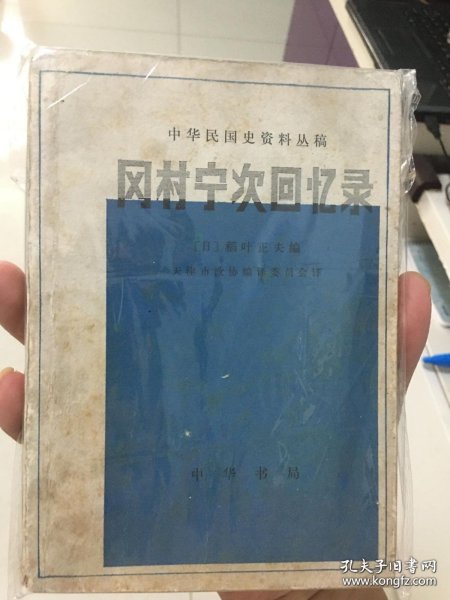 中华民国史资料丛稿
冈村宁次回忆录
〔日〕稻叶正夫编
天津市政协编译委员会译
中华书局
孔夫子旧书网
www.kongfz.com